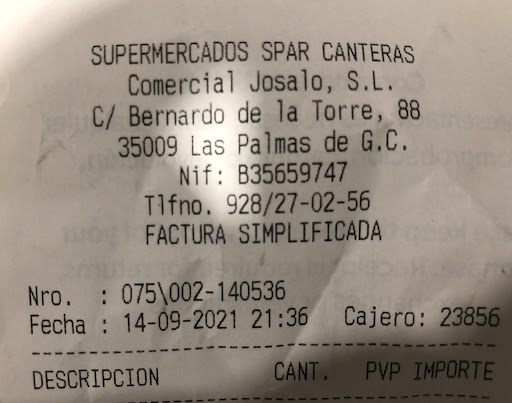 SUPERMERCADOS SPAR CANTERAS
Comercial Josalo, S.L.
C/ Bernardo de la Torre, 88
35009 Las Palmas de G.C.
Nif: B35659747
Tlfno. 928/27-02-56
FACTURA SIMPLIFICADA
Nro. : 075\002-140536
Fecha : 14-09-2021 21:36 Cajero: 23856
DESCRIPCION CANT. PVP IMPORTE